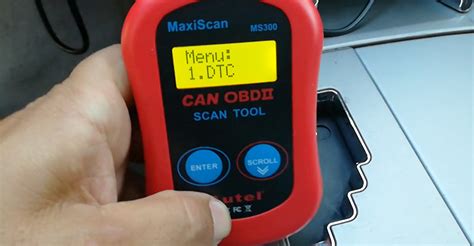 MaxiScan
MS300
Menu:
1.DTC
CAN OBDII
SCAN TOOL
ENTER
SCROLL